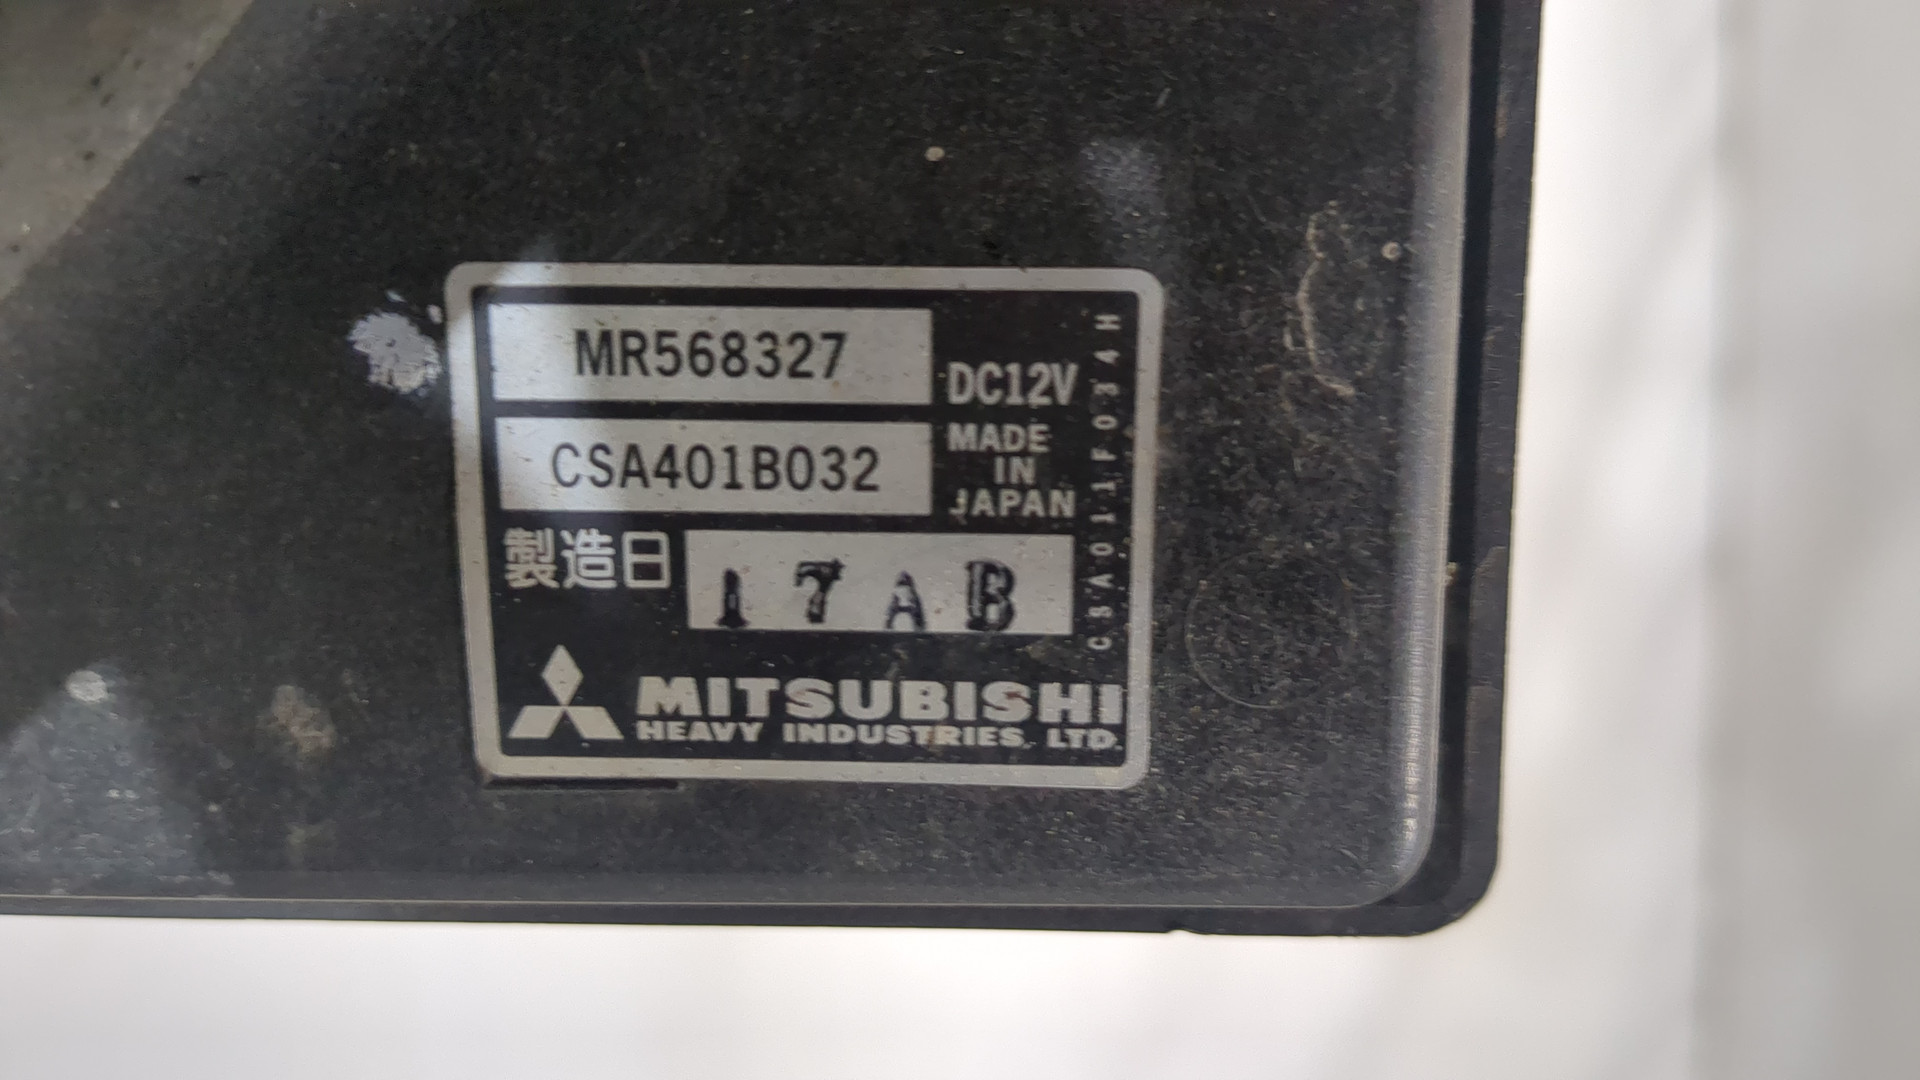 MR568327
DC12V
CSA401B032
MADE
IN
JAPAN
製造日
17AB
MITSUBISHI
HEAVY INDUSTRIES, LTD.
CSA011F034H